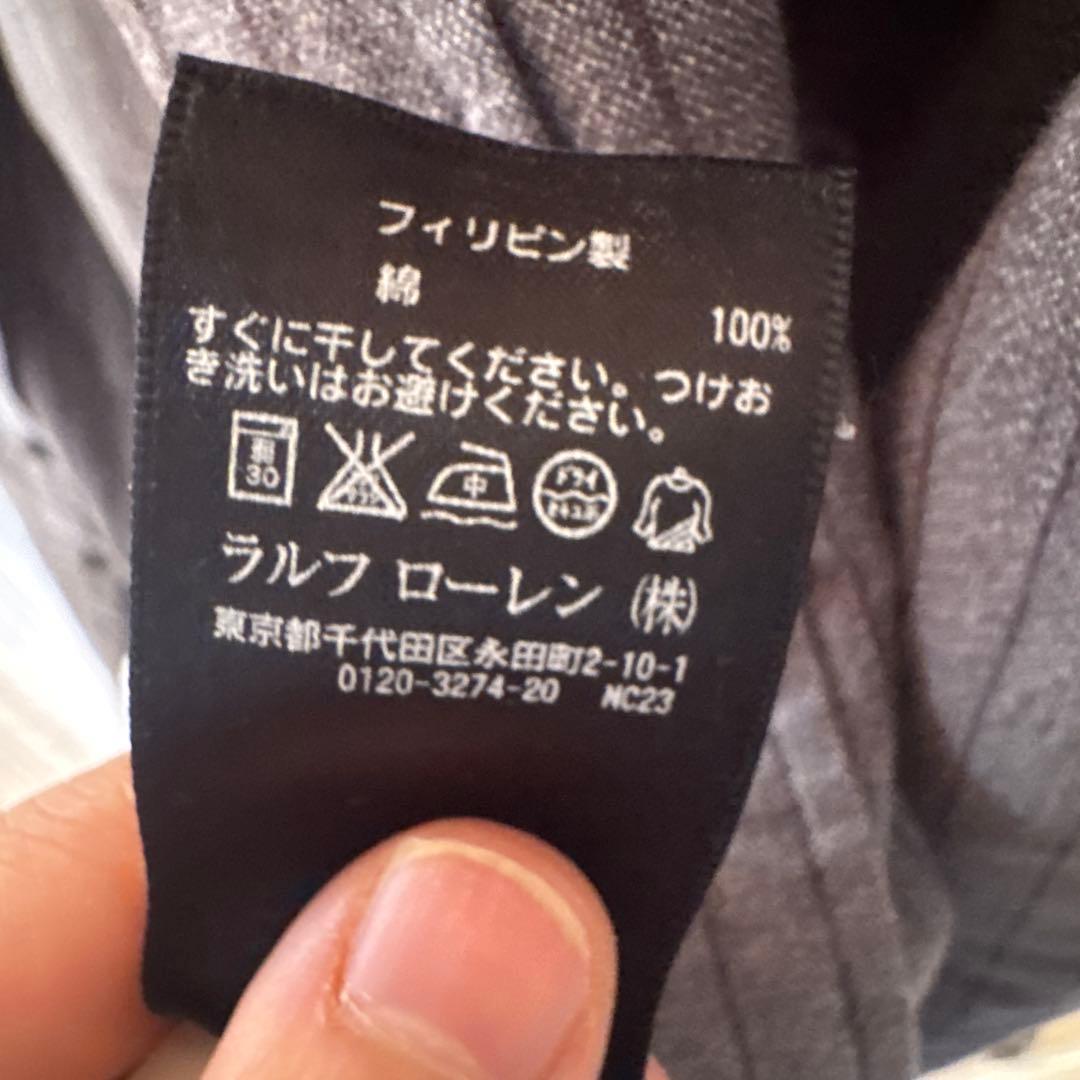 フィリピン製
綿 100%
すぐに干してください。つけお
き洗いはお避けください。
弱 30 中 ドライ
ラルフ ローレン (株)
東京都千代田区永田町2-10-1
0120-3274-20 MC23